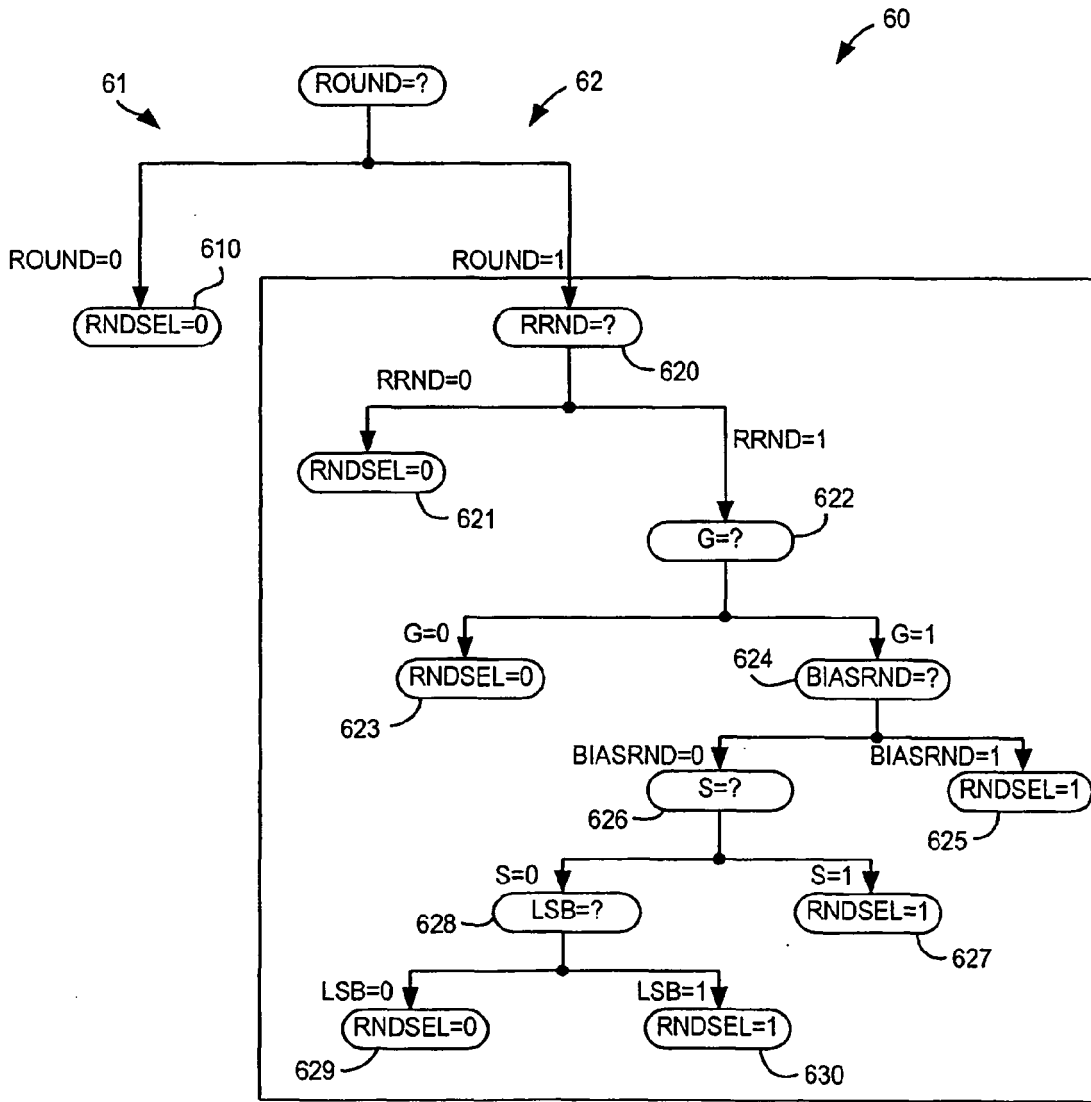 60
61
ROUND=?
62
ROUND=0
610
ROUND=1
RNDSEL=0
RRND=?
620
RRND=0
RRND=1
RNDSEL=0
621
622
G=?
G=0
G=1
RNDSEL=0
624
BIASRND=?
623
BIASRND=0
BIASRND=1
S=?
RNDSEL=1
626
625
S=0
S=1
LSB=?
RNDSEL=1
628
627
LSB=0
LSB=1
RNDSEL=0
RNDSEL=1
629
630